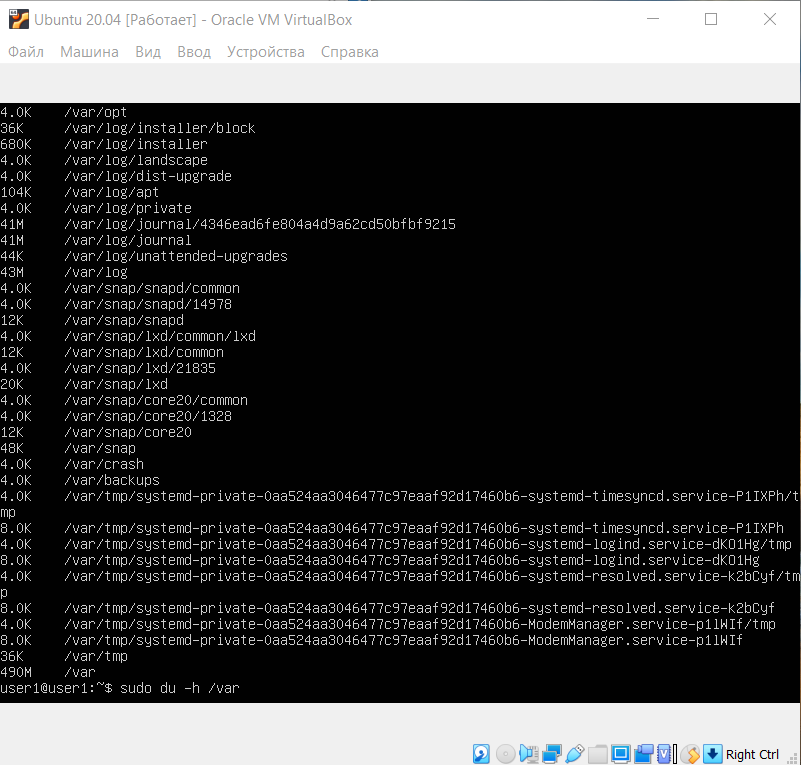 Ubuntu 20.04 [Работает] - Oracle VM VirtualBox
Файл Машина Вид Ввод Устройства Справка
4.0K /var/opt
36K /var/log/installer/block
680K /var/log/installer
4.0K /var/log/landscape
4.0K /var/log/dist-upgrade
104K /var/log/apt
4.0K /var/log/private
41M /var/log/journal/4346ead6fe804a4d9a62cd50bfbf9215
41M /var/log/journal
44K /var/log/unattended-upgrades
43M /var/log
4.0K /var/snap/snapd/common
4.0K /var/snap/snapd/14978
12K /var/snap/snapd
4.0K /var/snap/lxd/common/lxd
12K /var/snap/lxd/common
4.0K /var/snap/lxd/21835
20K /var/snap/lxd
4.0K /var/snap/core20/common
4.0K /var/snap/core20/1328
12K /var/snap/core20
48K /var/snap
4.0K /var/crash
4.0K /var/backups
4.0K /var/tmp/systemd-private-0aa524aa3046477c97eaaf92d17460b6-systemd-timesyncd.service-P1IXPh/t
mp
8.0K /var/tmp/systemd-private-0aa524aa3046477c97eaaf92d17460b6-systemd-timesyncd.service-P1IXPh
4.0K /var/tmp/systemd-private-0aa524aa3046477c97eaaf92d17460b6-systemd-logind.service-dKO1Hg/tmp
8.0K /var/tmp/systemd-private-0aa524aa3046477c97eaaf92d17460b6-systemd-logind.service-dKO1Hg
4.0K /var/tmp/systemd-private-0aa524aa3046477c97eaaf92d17460b6-systemd-resolved.service-k2bCyf/tm
p
8.0K /var/tmp/systemd-private-0aa524aa3046477c97eaaf92d17460b6-systemd-resolved.service-k2bCyf
4.0K /var/tmp/systemd-private-0aa524aa3046477c97eaaf92d17460b6-ModemManager.service-p1lWIf/tmp
8.0K /var/tmp/systemd-private-0aa524aa3046477c97eaaf92d17460b6-ModemManager.service-p1lWIf
36K /var/tmp
490M /var
user1@user1:~$ sudo du -h /var
Right Ctrl